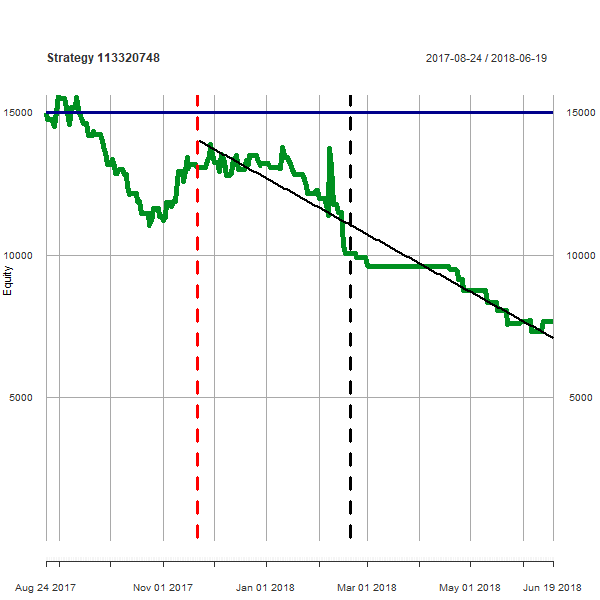 Strategy 113320748 2017-08-24 / 2018-06-19
15000 15000
10000 10000
Equity
5000 5000
Aug 24 2017 Nov 01 2017 Jan 01 2018 Mar 01 2018 May 01 2018 Jun 19 2018